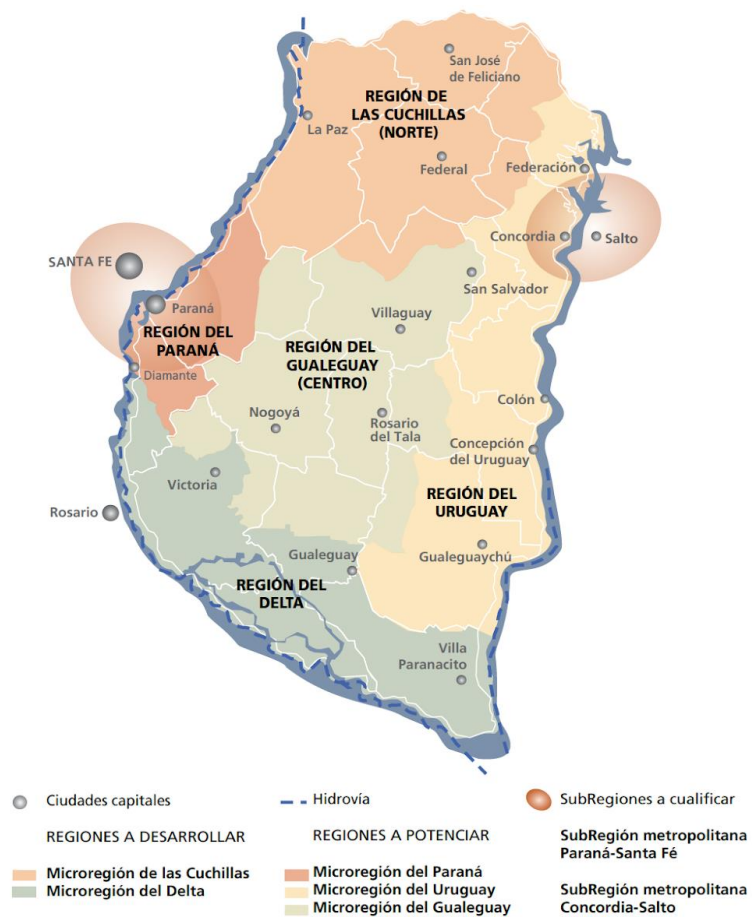 San José
de Feliciano
REGIÓN DE
LAS CUCHILLAS
(NORTE)
La Paz
Federal
Federación
SANTA FE
Concordia
Salto
Paraná
San Salvador
REGIÓN DEL
PARANÁ
Villaguay
REGIÓN DEL
GUALEGUAY
(CENTRO)
Diamante
Colón
Nogoyá
Rosario
del Tala
Concepción
del Uruguay
Victoria
REGIÓN DEL
URUGUAY
Rosario
Gualeguay
Gualeguaychú
REGIÓN DEL
DELTA
Villa
Paranacito
Ciudades capitales
Hidrovía
SubRegiones a cualificar
REGIONES A DESARROLLAR
REGIONES A POTENCIAR
SubRegión metropolitana
Paraná-Santa Fé
Microregión de las Cuchillas
Microregión del Delta
Microregión del Paraná
Microregión del Uruguay
Microregión del Gualeguay
SubRegión metropolitana
Concordia-Salto